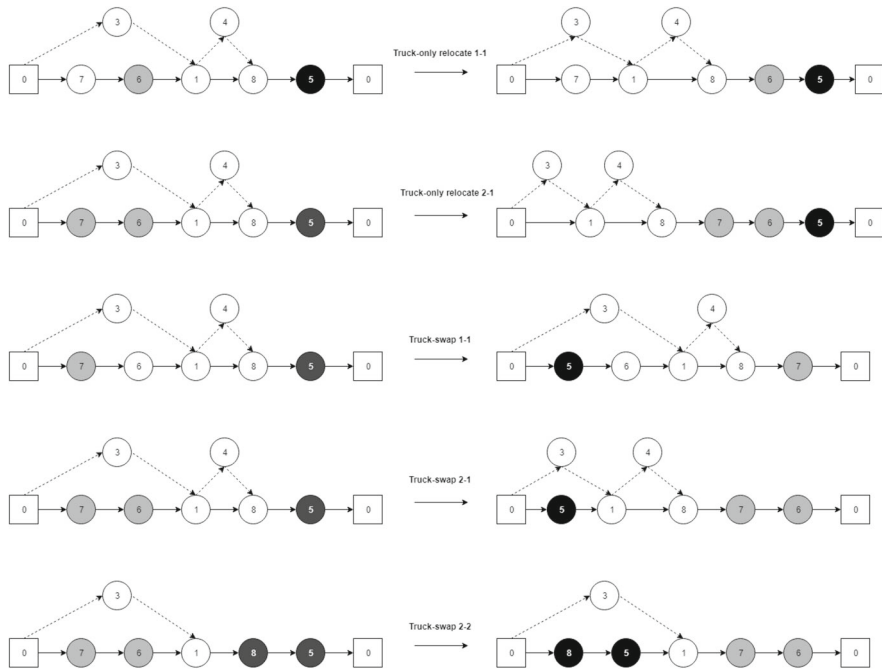 3 4 3 4
Truck-only relocate 1-1
0 7 6 1 8 5 0 0 7 1 8 6 5 0
3 4 3 4
Truck-only relocate 2-1
0 7 6 1 8 5 0 0 1 8 7 6 5 0
3 4 3 4
Truck-swap 1-1
0 7 6 1 8 5 0 0 5 6 1 8 7 0
3 4 3 4
Truck-swap 2-1
0 7 6 1 8 5 0 0 5 1 8 7 6 0
3 3
Truck-swap 2-2
0 7 6 1 8 5 0 0 8 5 1 7 6 0